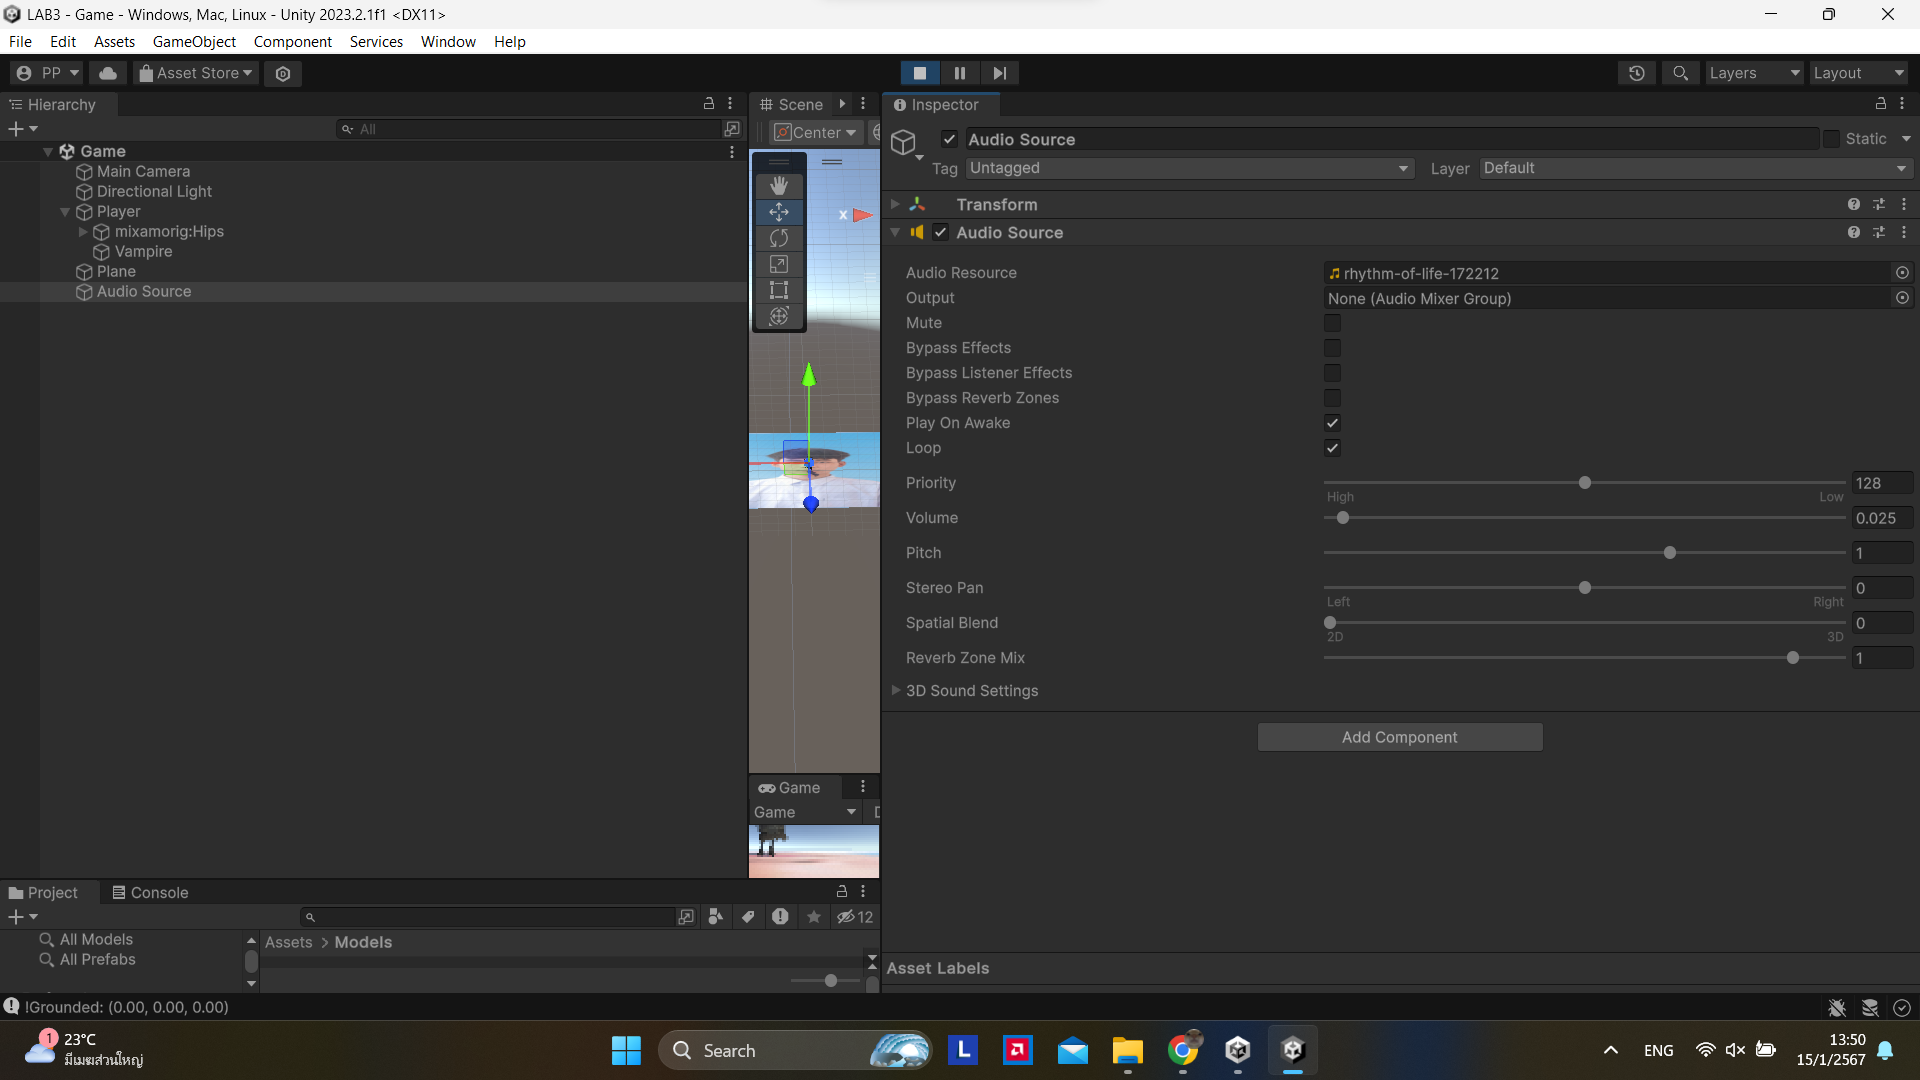 LAB3 - Game - Windows, Mac, Linux - Unity 2023.2.1f1 <DX11>
File Edit Assets GameObject Component Services Window Help
PP Asset Store Layers Layout
Hierarchy
All
Game
Main Camera
Directional Light
Player
mixamorig:Hips
Vampire
Plane
Audio Source
Scene
Center
x
Game
Game
Inspector
Audio Source Static
Tag Untagged Layer Default
Transform
Audio Source
Audio Resource rhythm-of-life-172212
Output None (Audio Mixer Group)
Mute
Bypass Effects
Bypass Listener Effects
Bypass Reverb Zones
Play On Awake
Loop
Priority 128
High Low
Volume 0.025
Pitch 1
Stereo Pan 0
Left Right
Spatial Blend 0
2D 3D
Reverb Zone Mix 1
3D Sound Settings
Add Component
Asset Labels
Project Console
12
All Models
All Prefabs
Assets > Models
!Grounded: (0.00, 0.00, 0.00)
1
23°C
มีเมฆส่วนใหญ่
Search
L
ENG
13:50
15/1/2567